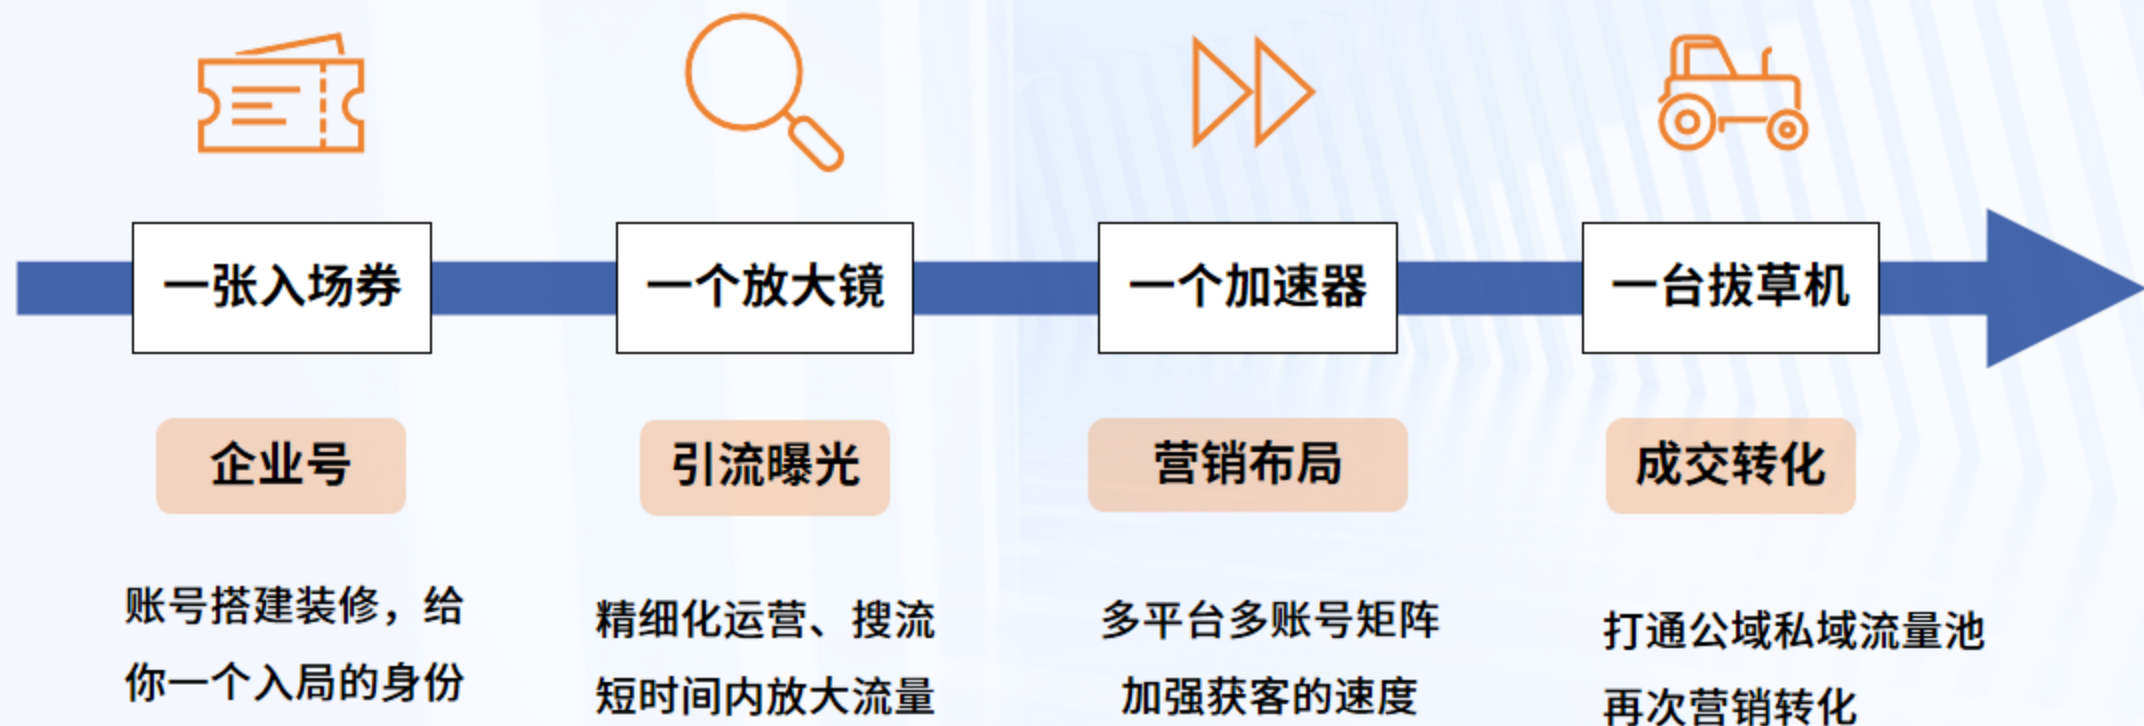 一张入场券
一个放大镜
一个加速器
一台拔草机
企业号
引流曝光
营销布局
成交转化
账号搭建装修，给
你一个入局的身份
精细化运营、搜流
短时间内放大流量
多平台多账号矩阵
加强获客的速度
打通公域私域流量池
再次营销转化